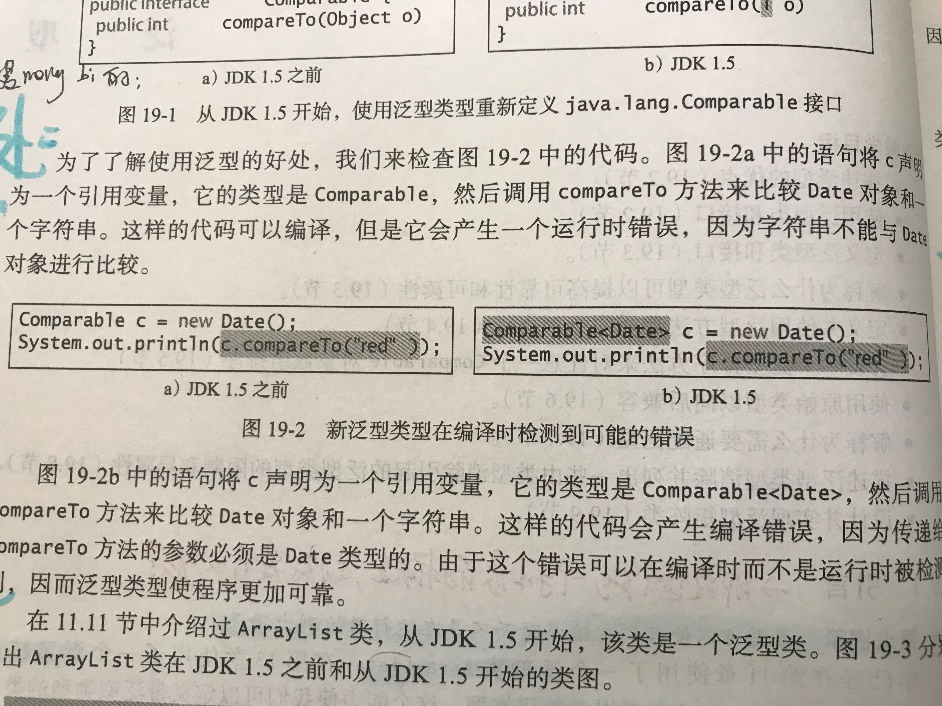 public interface
public int compareTo(Object o)
}
public int compareTo( o)
}
a) JDK 1.5 之前
b) JDK 1.5
图 19-1 从 JDK 1.5 开始，使用泛型类型重新定义 java.lang.Comparable 接口
为了了解使用泛型的好处，我们来检查图 19-2 中的代码。图 19-2a 中的语句将 c 声明
为一个引用变量，它的类型是 Comparable，然后调用 compareTo 方法来比较 Date 对象和一
个字符串。这样的代码可以编译，但是它会产生一个运行时错误，因为字符串不能与 Date
对象进行比较。
Comparable c = new Date();
System.out.println(c.compareTo("red" ));
a) JDK 1.5 之前
Comparable<Date> c = new Date();
System.out.println(c.compareTo("red" ));
b) JDK 1.5
图 19-2 新泛型类型在编译时检测到可能的错误
图 19-2b 中的语句将 c 声明为一个引用变量，它的类型是 Comparable<Date>，然后调用
ompareTo 方法来比较 Date 对象和一个字符串。这样的代码会产生编译错误，因为传递给
ompareTo 方法的参数必须是 Date 类型的。由于这个错误可以在编译时而不是运行时被检测
，因而泛型类型使程序更加可靠。
在 11.11 节中介绍过 ArrayList 类，从 JDK 1.5 开始，该类是一个泛型类。图 19-3 分
出 ArrayList 类在 JDK 1.5 之前和从 JDK 1.5 开始的类图。